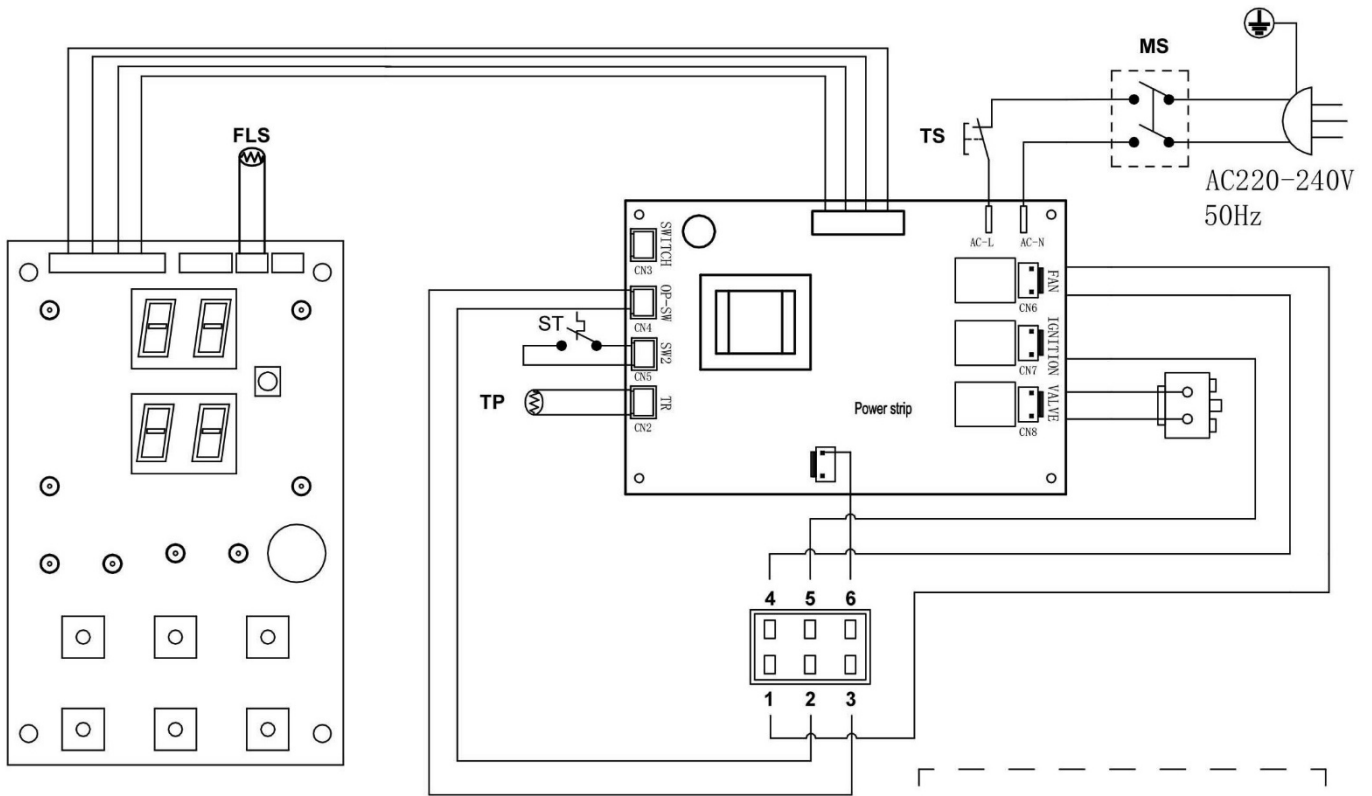 MS
FLS
TS
AC220-240V
50Hz
AC-L
AC-N
SWITCH
CN3
OP-SW
CN4
ST
SW2
CN5
TP
TR
CN2
FAN
CN6
IGNITION
CN7
VALVE
CN8
Power strip
4 5 6
1 2 3